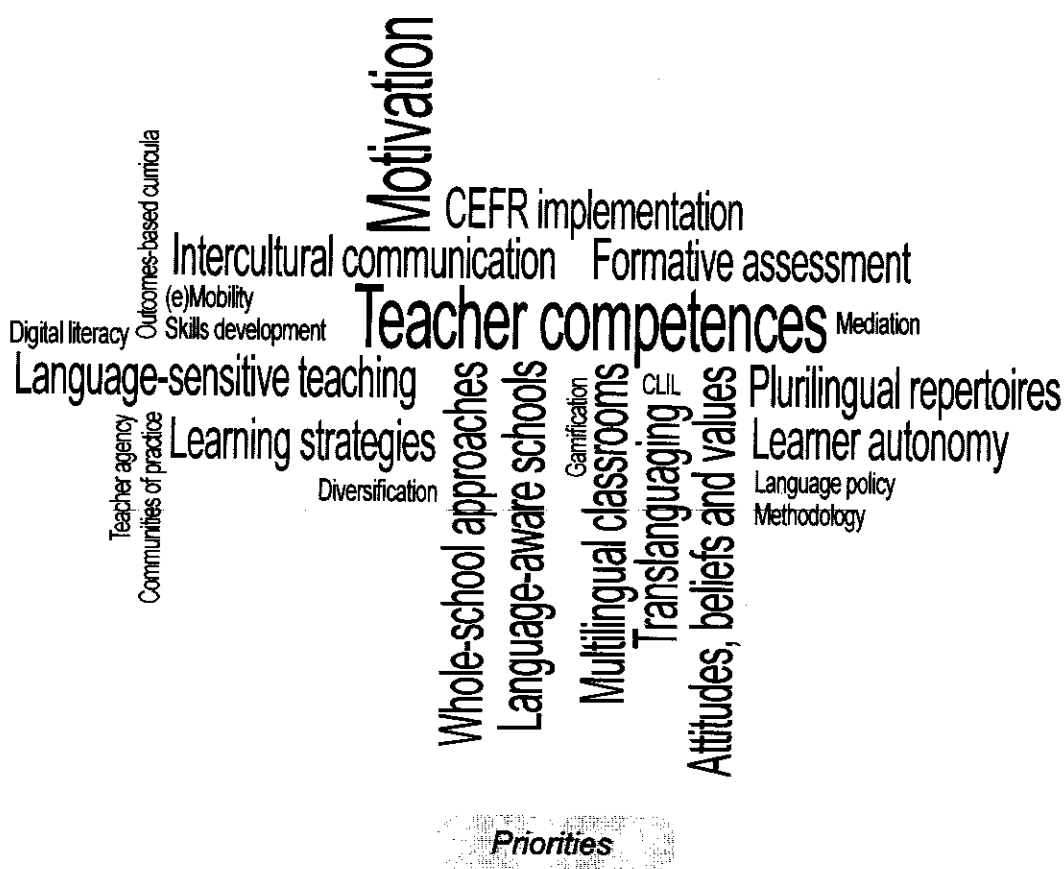 Motivation
CEFR implementation
Outcomes-based curricula
Intercultural communication
Formative assessment
(e)Mobility
Teacher competences
Mediation
Digital literacy
Skills development
Language-sensitive teaching
Whole-school approaches
Language-aware schools
Gamification
Multilingual classrooms
CLIL
Translanguaging
Attitudes, beliefs and values
Plurilingual repertoires
Teacher agency
Communities of practice
Learning strategies
Learner autonomy
Diversification
Language policy
Methodology
Priorities